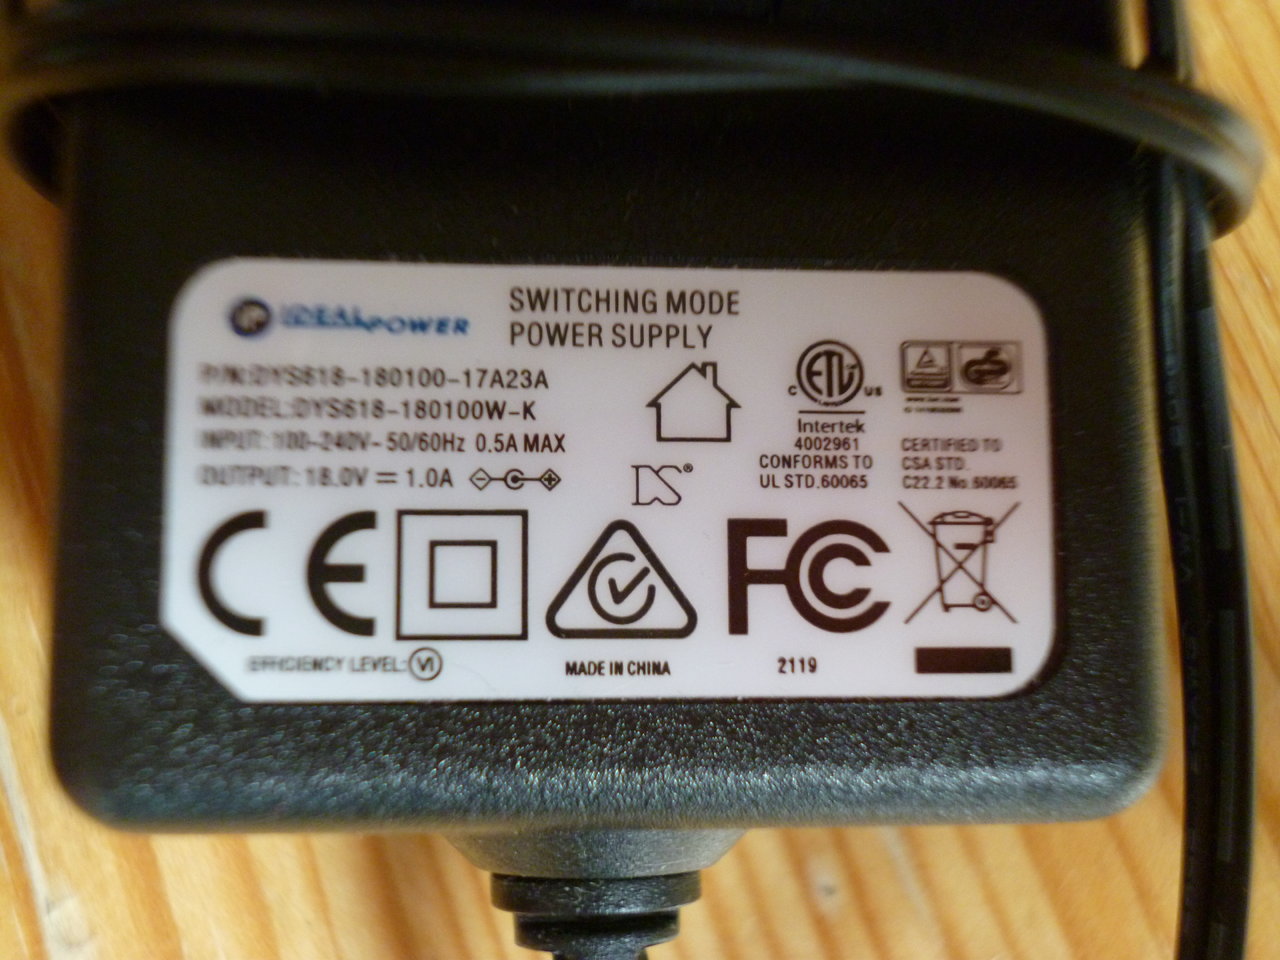 iDEALPOWER
SWITCHING MODE
POWER SUPPLY
P/N:DYS618-180100-17A23A
MODEL:DYS618-180100W-K
INPUT: 100-240V~50/60Hz 0.5A MAX
OUTPUT: 18.0V ⎓ 1.0A
DS®
C ETL US
Intertek
4002961
CONFORMS TO
UL STD.60065
CERTIFIED TO
CSA STD.
C22.2 No.60065
CE
FC
EFFICIENCY LEVEL:VI
MADE IN CHINA
2119